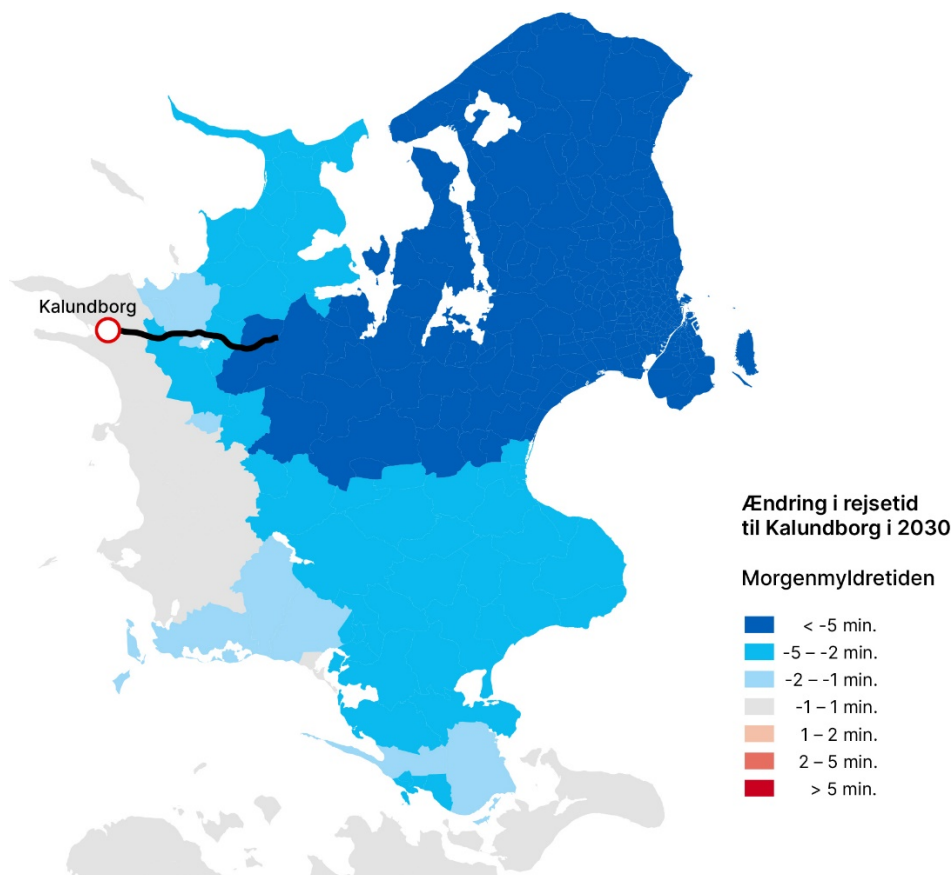 Kalundborg
Ændring i rejsetid
til Kalundborg i 2030
Morgenmyldretiden
< -5 min.
-5 – -2 min.
-2 – -1 min.
-1 – 1 min.
1 – 2 min.
2 – 5 min.
> 5 min.